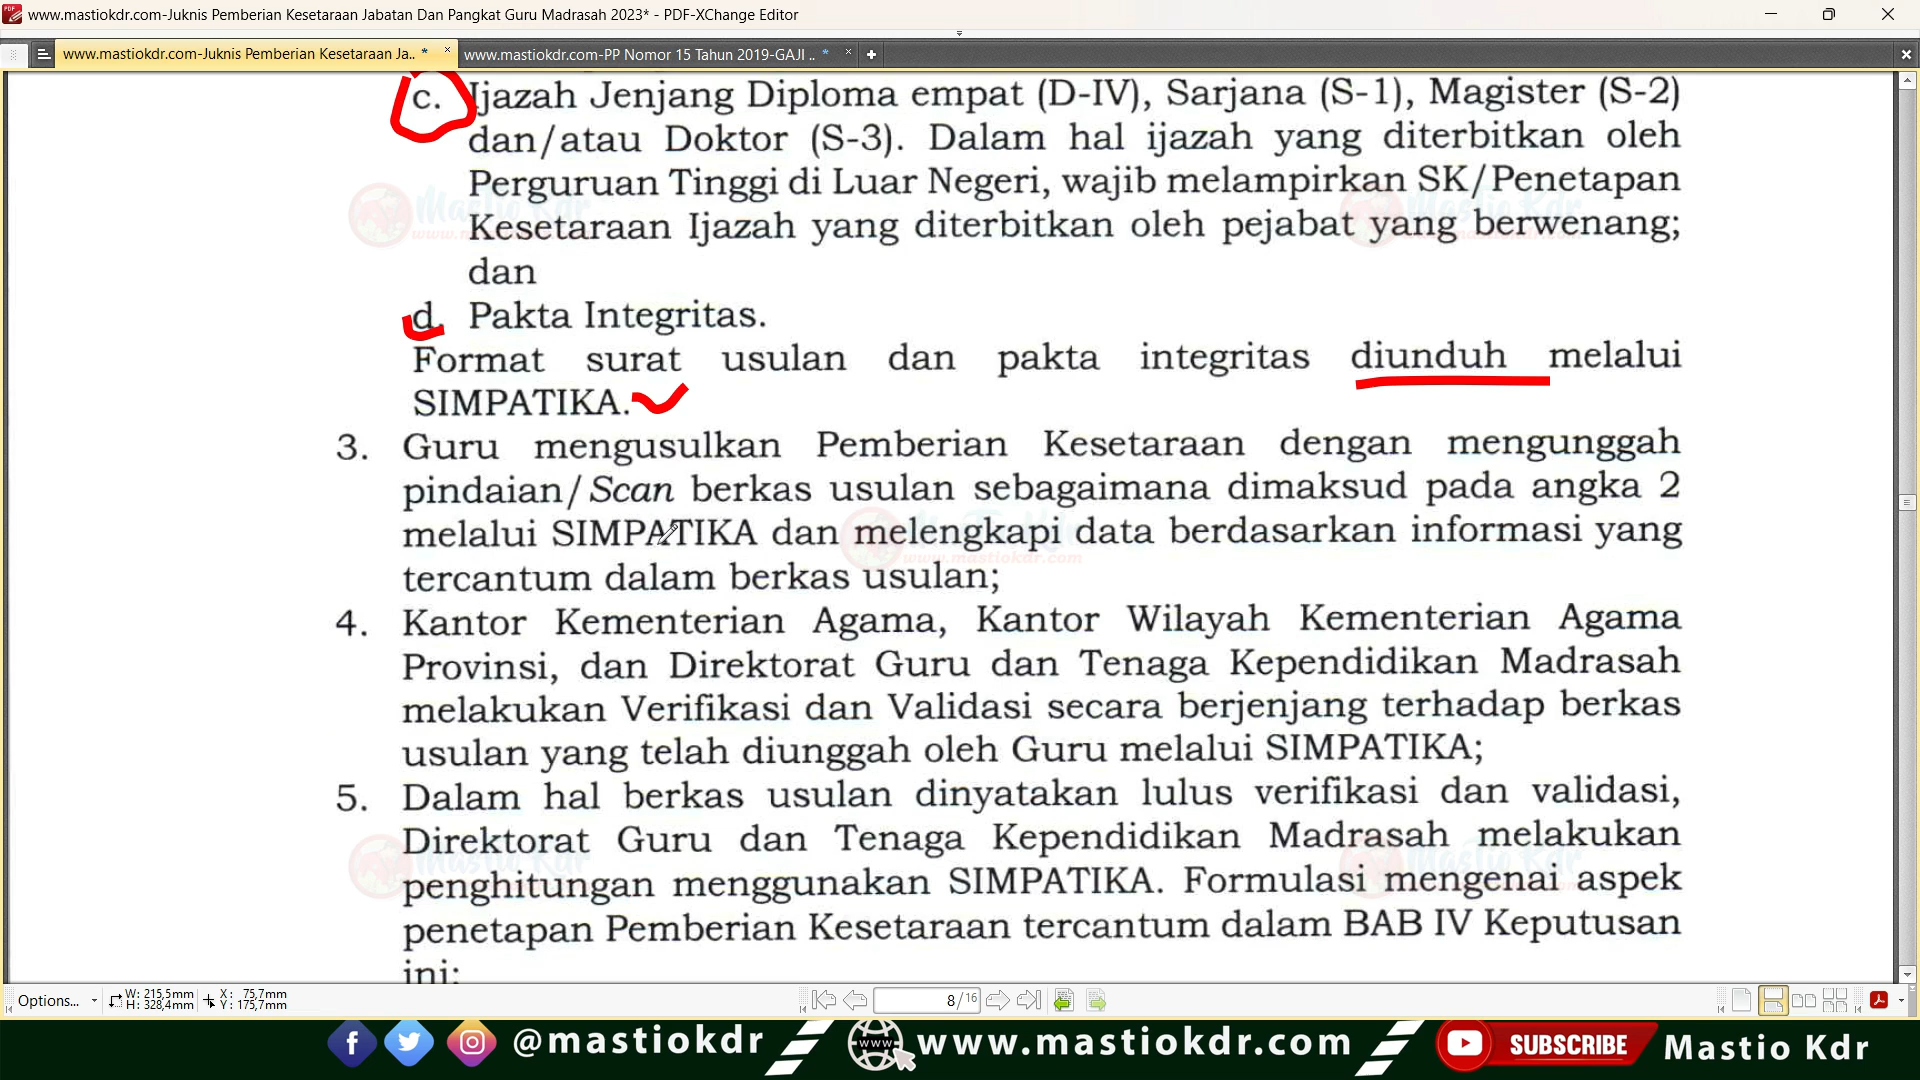 www.mastiokdr.com-Juknis Pemberian Kesetaraan Jabatan Dan Pangkat Guru Madrasah 2023* - PDF-XChange Editor
www.mastiokdr.com-Juknis Pemberian Kesetaraan Ja.. *
www.mastiokdr.com-PP Nomor 15 Tahun 2019-GAJI .. *
c. Ijazah Jenjang Diploma empat (D-IV), Sarjana (S-1), Magister (S-2)
dan/atau Doktor (S-3). Dalam hal ijazah yang diterbitkan oleh
Perguruan Tinggi di Luar Negeri, wajib melampirkan SK/Penetapan
Kesetaraan Ijazah yang diterbitkan oleh pejabat yang berwenang;
dan
d. Pakta Integritas.
Format surat usulan dan pakta integritas diunduh melalui
SIMPATIKA.
3. Guru mengusulkan Pemberian Kesetaraan dengan mengunggah
pindaian/Scan berkas usulan sebagaimana dimaksud pada angka 2
melalui SIMPATIKA dan melengkapi data berdasarkan informasi yang
tercantum dalam berkas usulan;
4. Kantor Kementerian Agama, Kantor Wilayah Kementerian Agama
Provinsi, dan Direktorat Guru dan Tenaga Kependidikan Madrasah
melakukan Verifikasi dan Validasi secara berjenjang terhadap berkas
usulan yang telah diunggah oleh Guru melalui SIMPATIKA;
5. Dalam hal berkas usulan dinyatakan lulus verifikasi dan validasi,
Direktorat Guru dan Tenaga Kependidikan Madrasah melakukan
penghitungan menggunakan SIMPATIKA. Formulasi mengenai aspek
penetapan Pemberian Kesetaraan tercantum dalam BAB IV Keputusan
ini;
Options...
W: 215,5mm
H: 328,4mm
X: 75,7mm
Y: 175,7mm
8/16
@mastiokdr
www
www.mastiokdr.com
SUBSCRIBE
Mastio Kdr